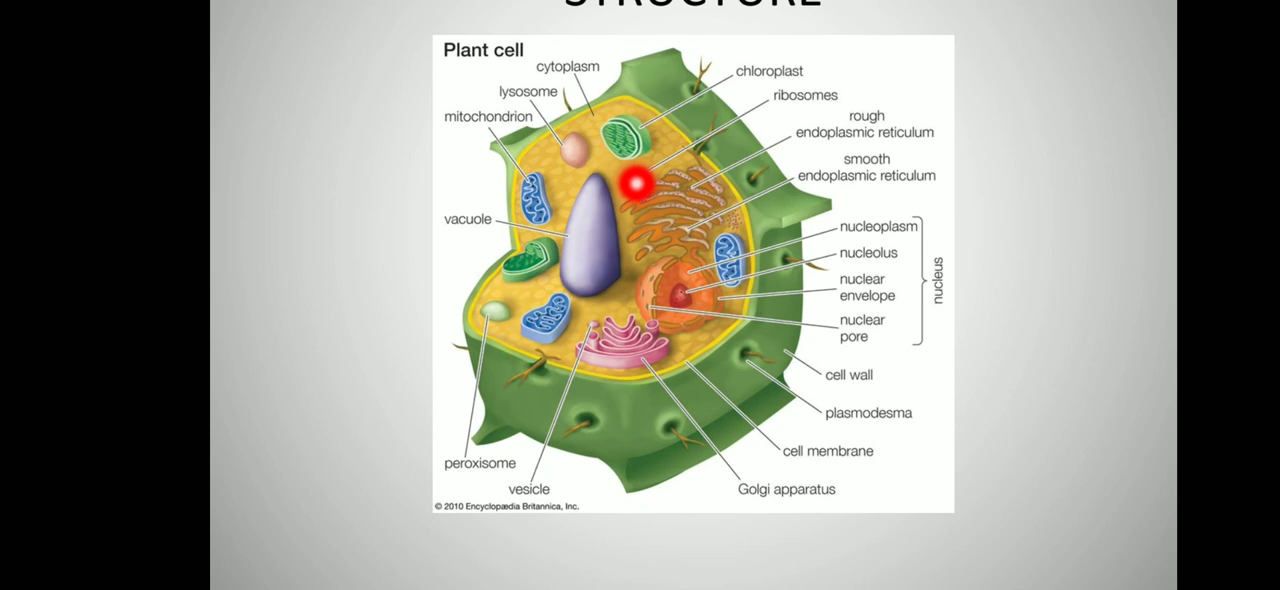 STRUCTURE
Plant cell
cytoplasm
lysosome
mitochondrion
vacuole
peroxisome
vesicle
chloroplast
ribosomes
rough
endoplasmic reticulum
smooth
endoplasmic reticulum
nucleoplasm
nucleolus
nuclear
envelope
nuclear
pore
nucleus
cell wall
plasmodesma
cell membrane
Golgi apparatus
© 2010 Encyclopædia Britannica, Inc.